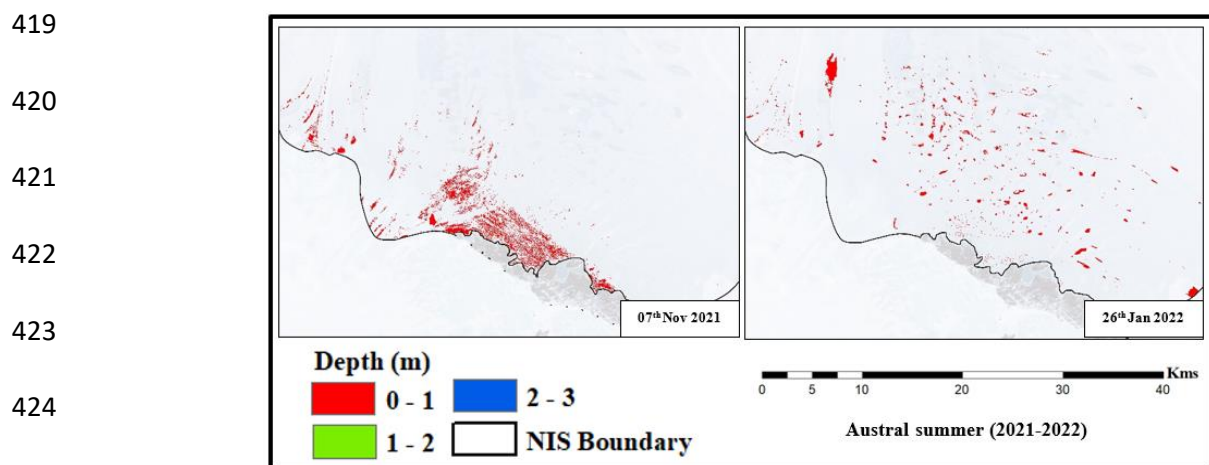 419
420
421
422
423
424
07th Nov 2021
26th Jan 2022
Depth (m)
0 - 1
2 - 3
1 - 2
NIS Boundary
Kms
0 5 10 20 30 40
Austral summer (2021-2022)